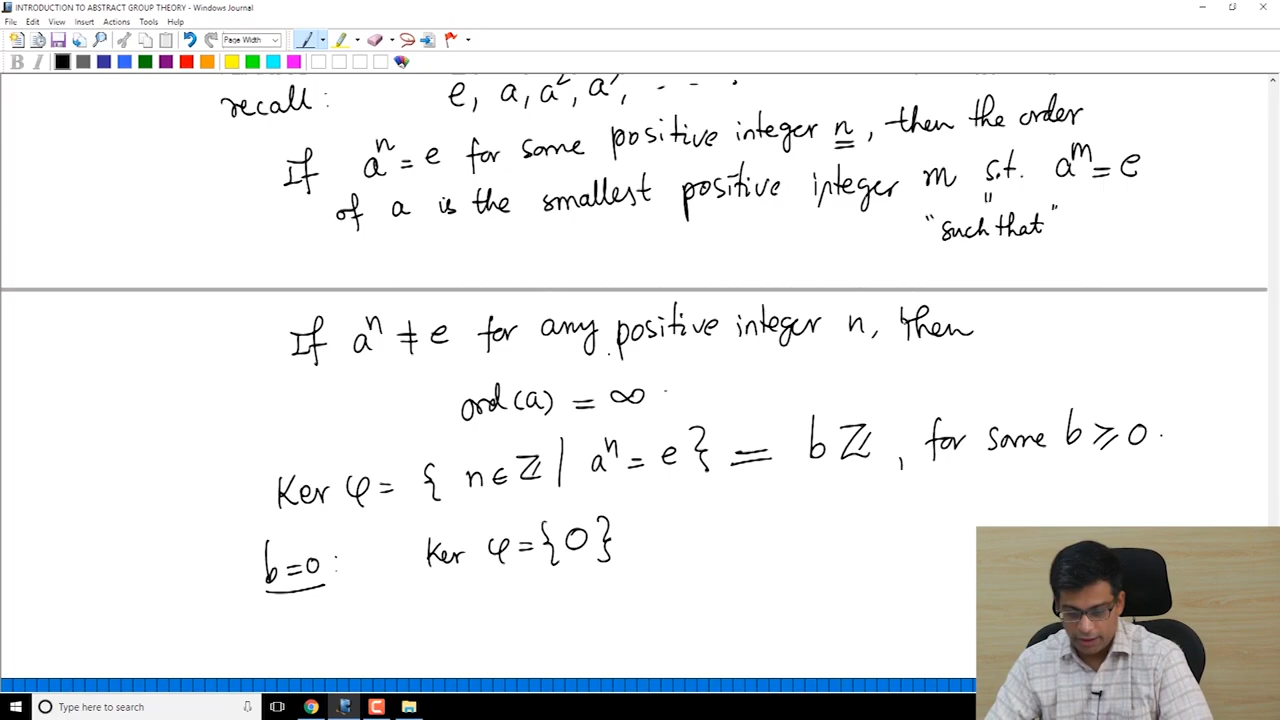 INTRODUCTION TO ABSTRACT GROUP THEORY - Windows Journal
File Edit View Insert Actions Tools Help
Page Width
B I
recall: e, a, a², a³, - - - .
If aⁿ = e for some positive integer n, then the order
of a is the smallest positive integer m s.t. aᵐ = e
"such that"
If aⁿ ≠ e for any positive integer n, then
ord(a) = ∞.
Ker φ = { n ∈ ℤ | aⁿ = e } = bℤ, for some b ≥ 0.
b=0: Ker φ = {0}
Type here to search